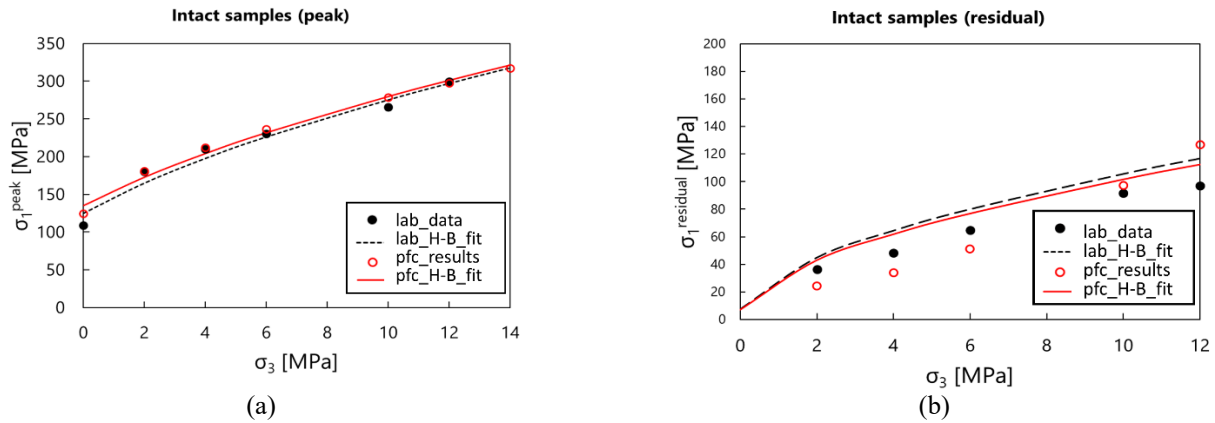 Intact samples (peak)
σ₁ᵖᵉᵃᵏ [MPa]
350
300
250
200
150
100
50
0
lab_data
lab_H-B_fit
pfc_results
pfc_H-B_fit
0 2 4 6 8 10 12 14
σ₃ [MPa]
(a)
Intact samples (residual)
σ₁ʳᵉˢⁱᵈᵘᵃˡ [MPa]
200
180
160
140
120
100
80
60
40
20
0
lab_data
lab_H-B_fit
pfc_results
pfc_H-B_fit
0 2 4 6 8 10 12
σ₃ [MPa]
(b)